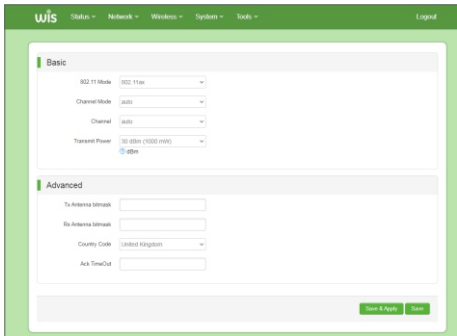 wis Status Network Wireless System Tools Logout
Basic
802.11 Mode 802.11ax
Channel Mode auto
Channel auto
Transmit Power 30 dBm (1000 mW)
dBm
Advanced
Tx Antenna bitmask
Rx Antenna bitmask
Country Code United Kingdom
Ack TimeOut
Save & Apply Save